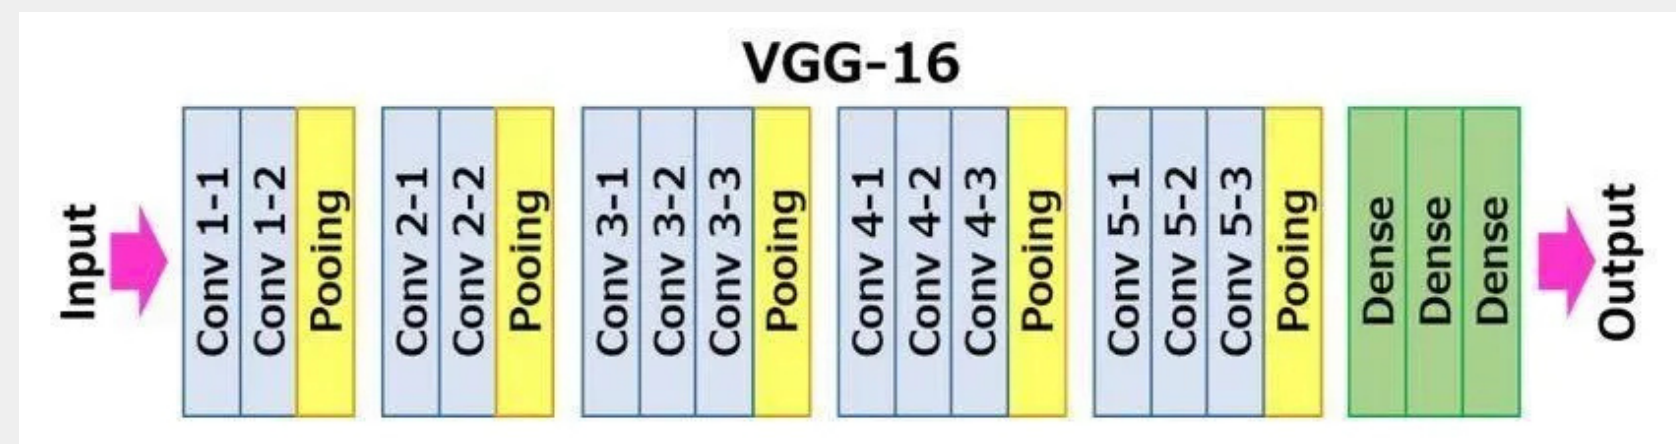 VGG-16
Input
Conv 1-1
Conv 1-2
Pooing
Conv 2-1
Conv 2-2
Pooing
Conv 3-1
Conv 3-2
Conv 3-3
Pooing
Conv 4-1
Conv 4-2
Conv 4-3
Pooing
Conv 5-1
Conv 5-2
Conv 5-3
Pooing
Dense
Dense
Dense
Output